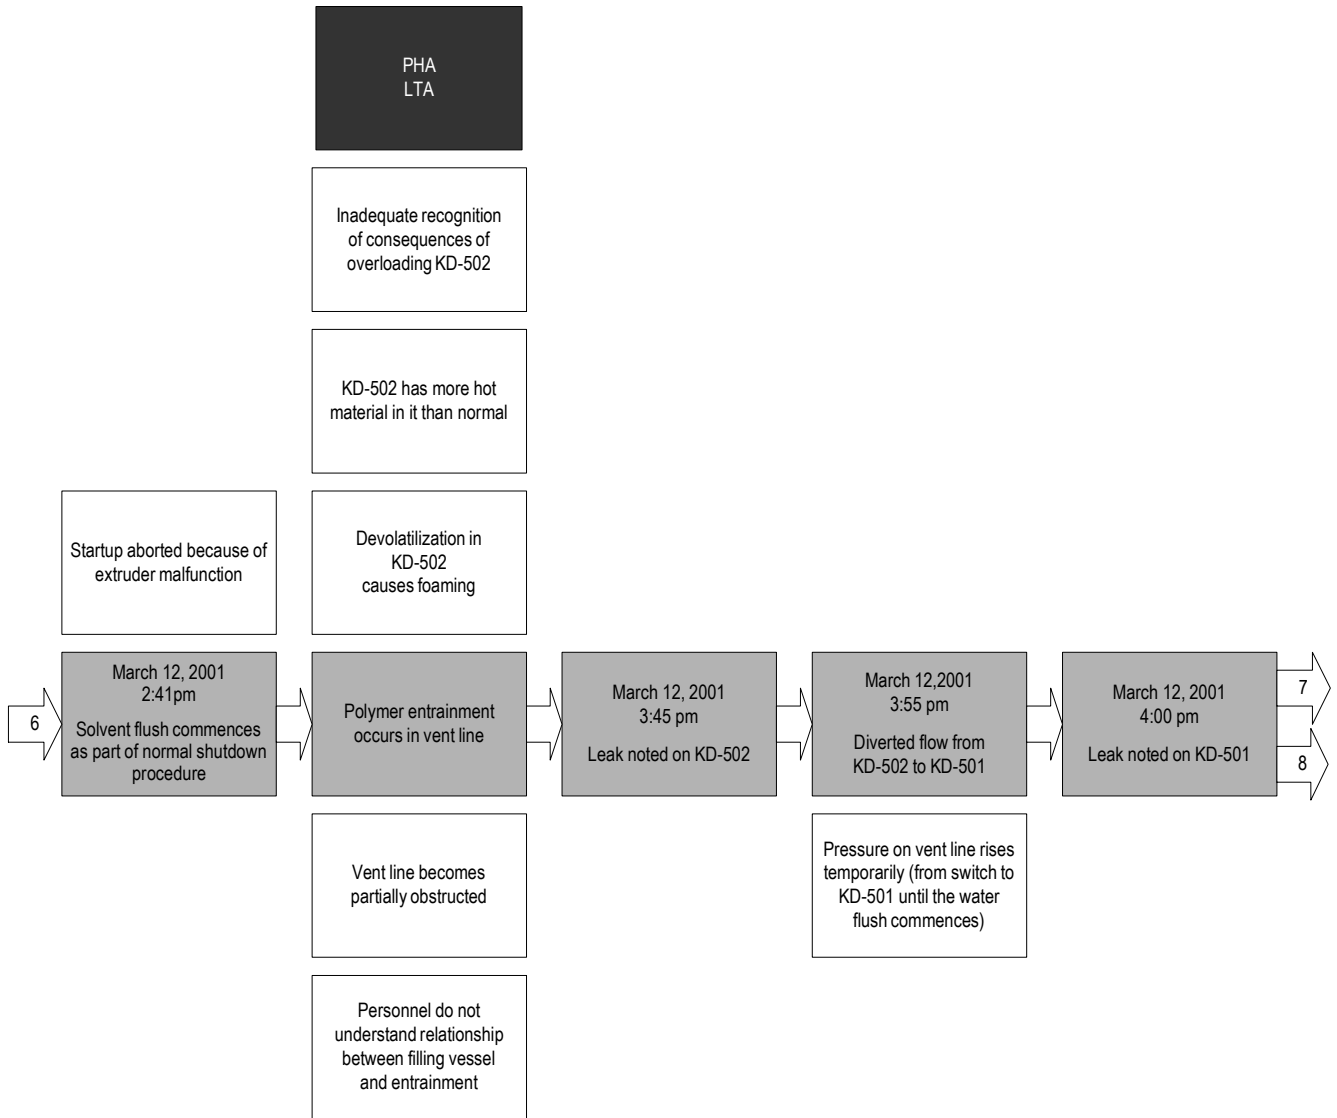 PHA
LTA
Inadequate recognition
of consequences of
overloading KD-502
KD-502 has more hot
material in it than normal
Startup aborted because of
extruder malfunction
Devolatilization in
KD-502
causes foaming
6
March 12, 2001
2:41pm
Solvent flush commences
as part of normal shutdown
procedure
Polymer entrainment
occurs in vent line
March 12, 2001
3:45 pm
Leak noted on KD-502
March 12,2001
3:55 pm
Diverted flow from
KD-502 to KD-501
March 12, 2001
4:00 pm
Leak noted on KD-501
7
8
Vent line becomes
partially obstructed
Pressure on vent line rises
temporarily (from switch to
KD-501 until the water
flush commences)
Personnel do not
understand relationship
between filling vessel
and entrainment